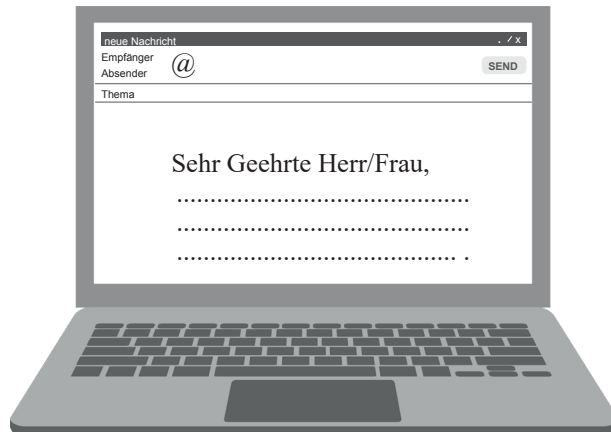 neue Nachricht . / x
Empfänger
@
Absender
SEND
Thema
Sehr Geehrte Herr/Frau,
............................................
............................................
.......................................... .